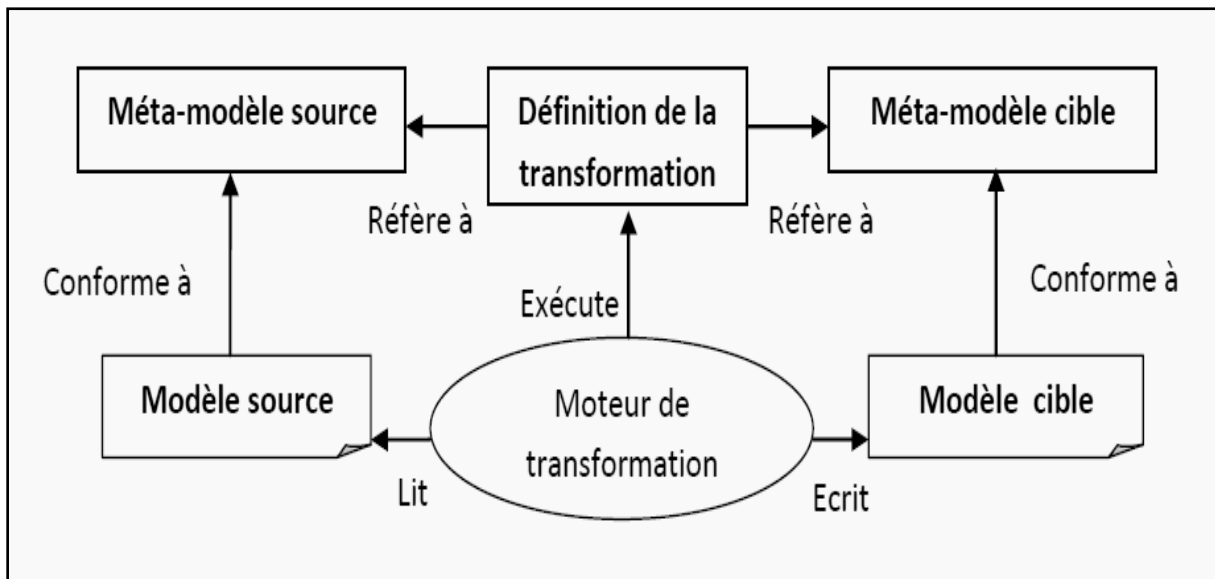 Méta-modèle source
Définition de la
transformation
Méta-modèle cible
Réfère à
Réfère à
Conforme à
Exécute
Conforme à
Modèle source
Moteur de
transformation
Modèle cible
Lit
Ecrit